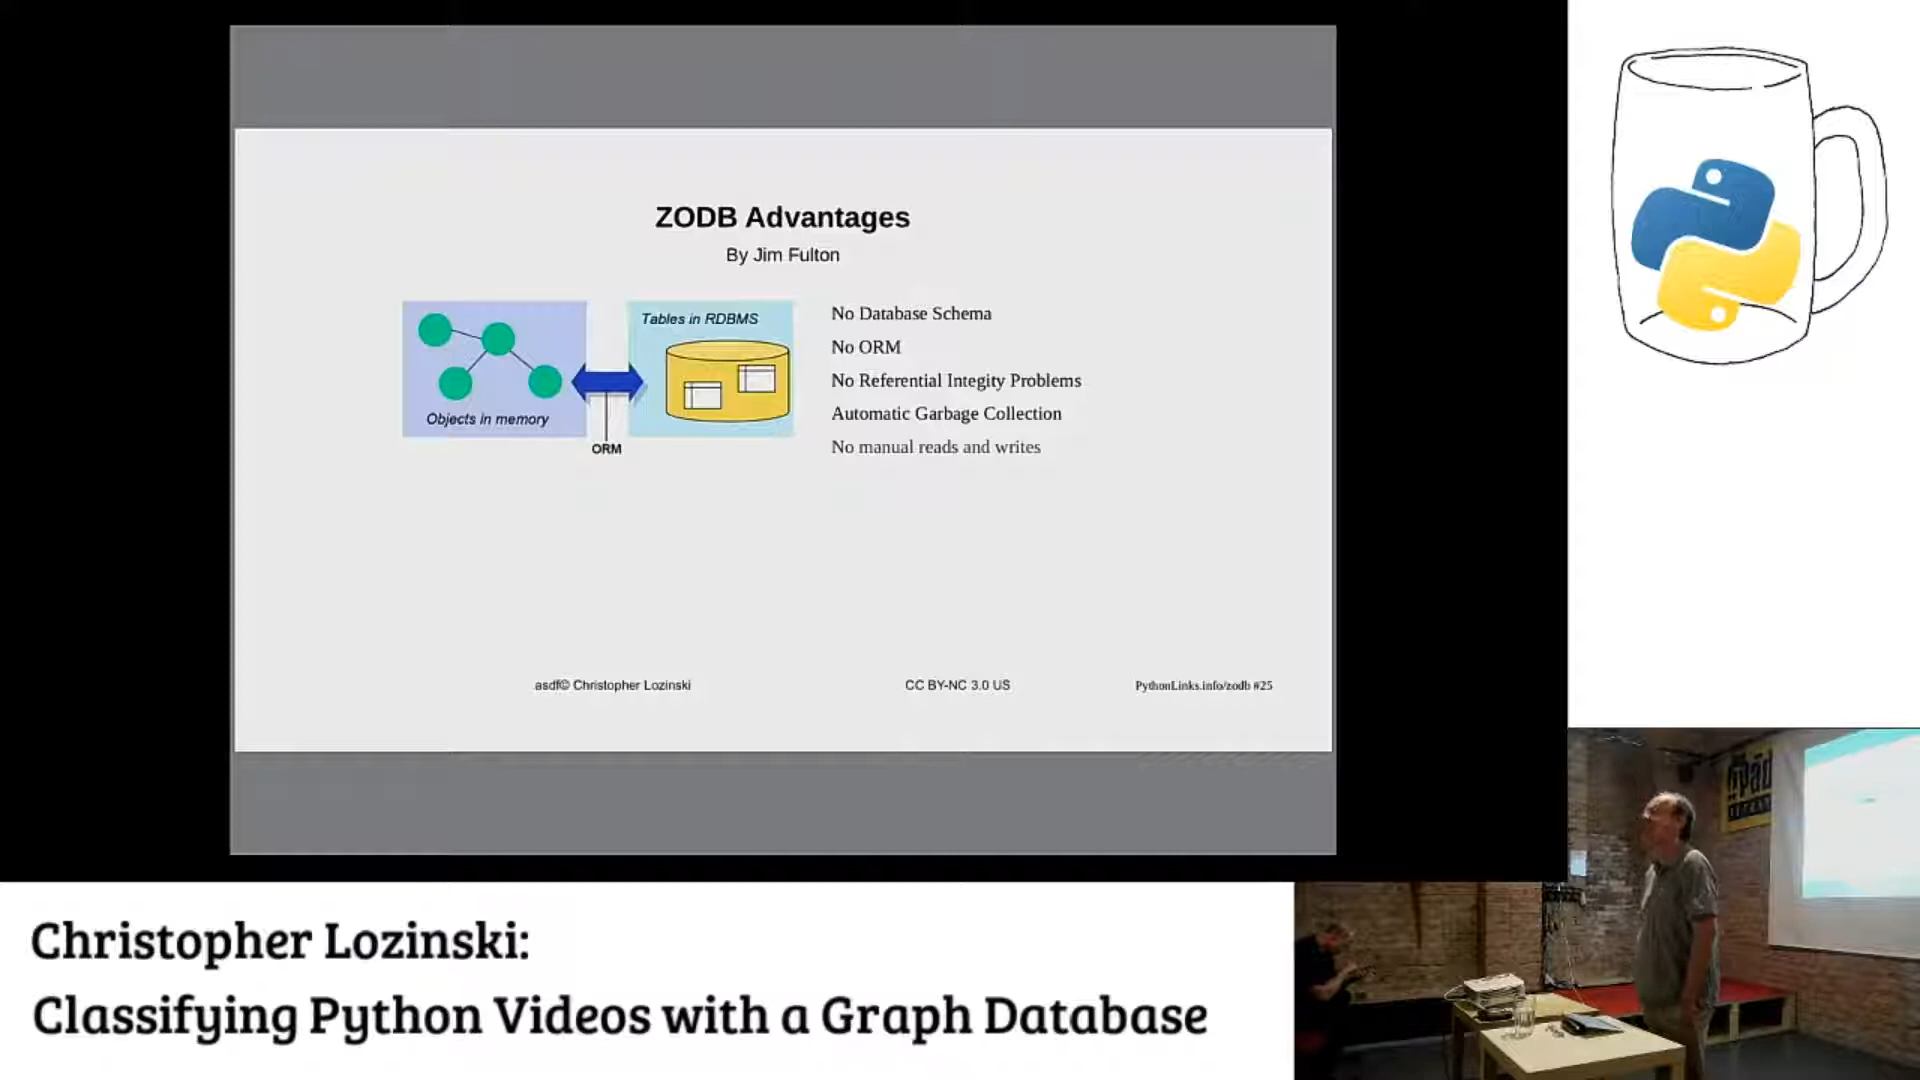 ZODB Advantages
By Jim Fulton
Tables in RDBMS
Objects in memory
ORM
No Database Schema
No ORM
No Referential Integity Problems
Automatic Garbage Collection
No manual reads and writes
asdf© Christopher Lozinski
CC BY-NC 3.0 US
PythonLinks.info/zodb #25
Christopher Lozinski:
Classifying Python Videos with a Graph Database